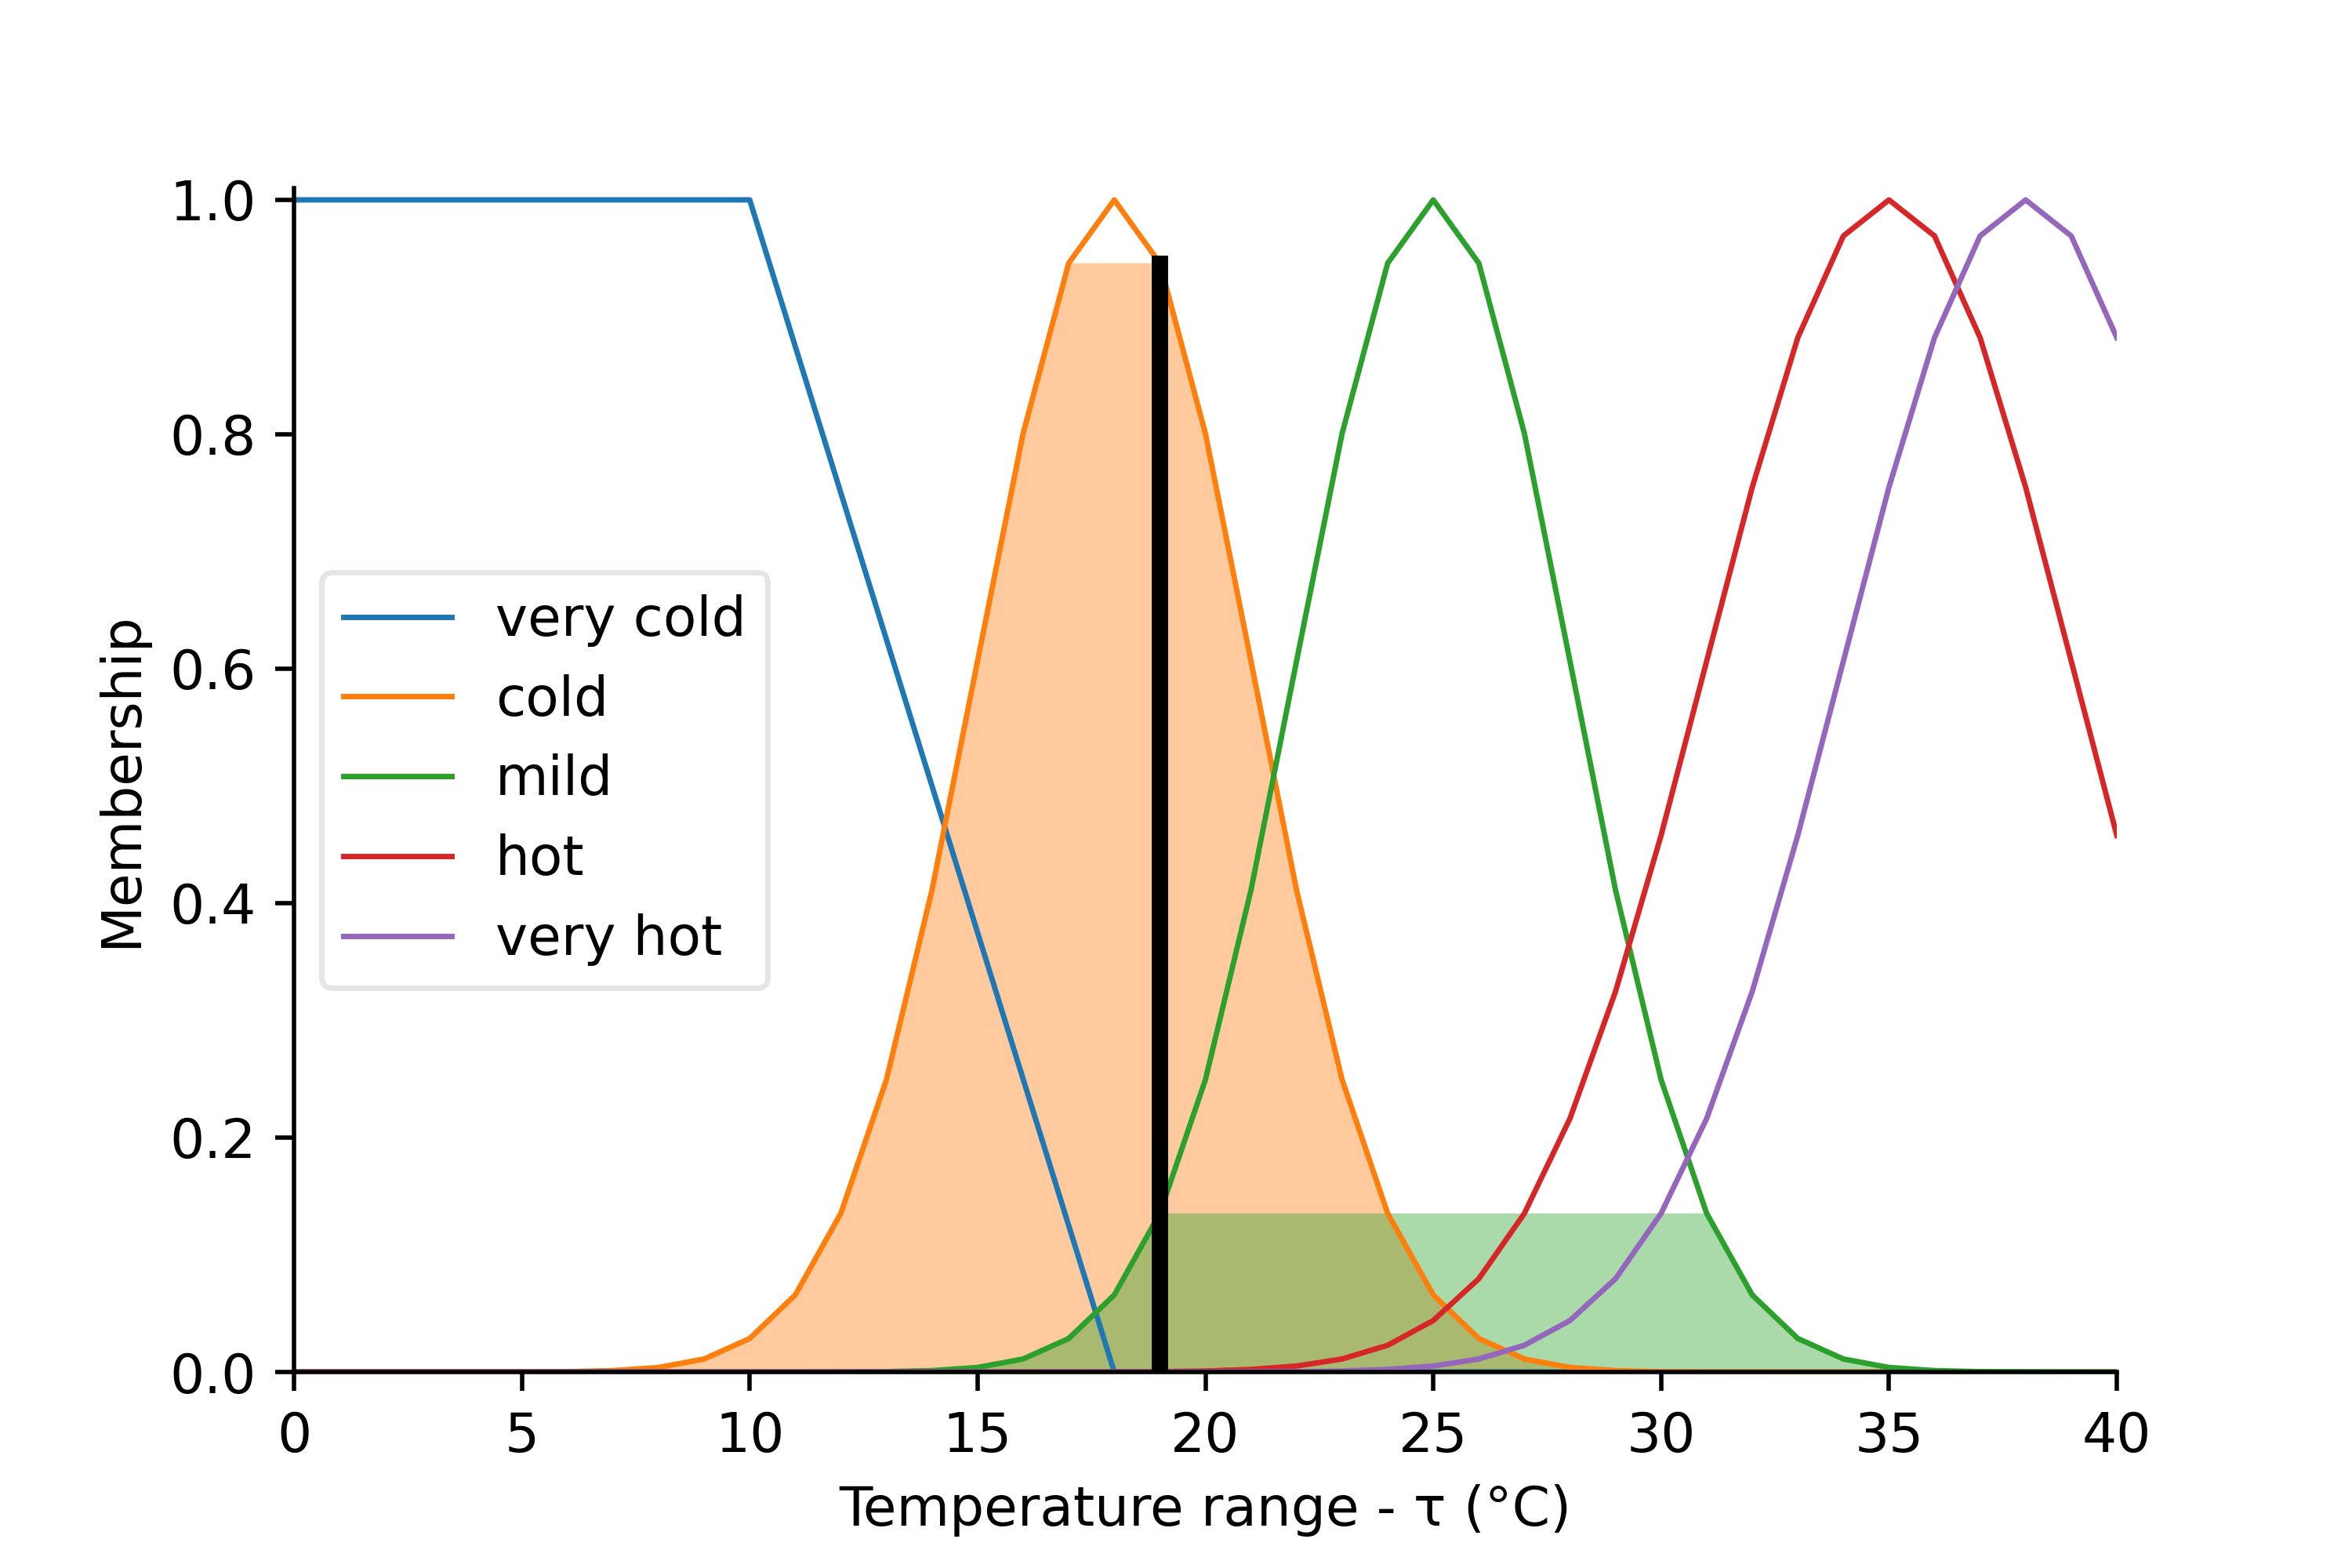 1.0
0.8
0.6
0.4
0.2
0.0
Membership
very cold
cold
mild
hot
very hot
0 5 10 15 20 25 30 35 40
Temperature range - τ (°C)